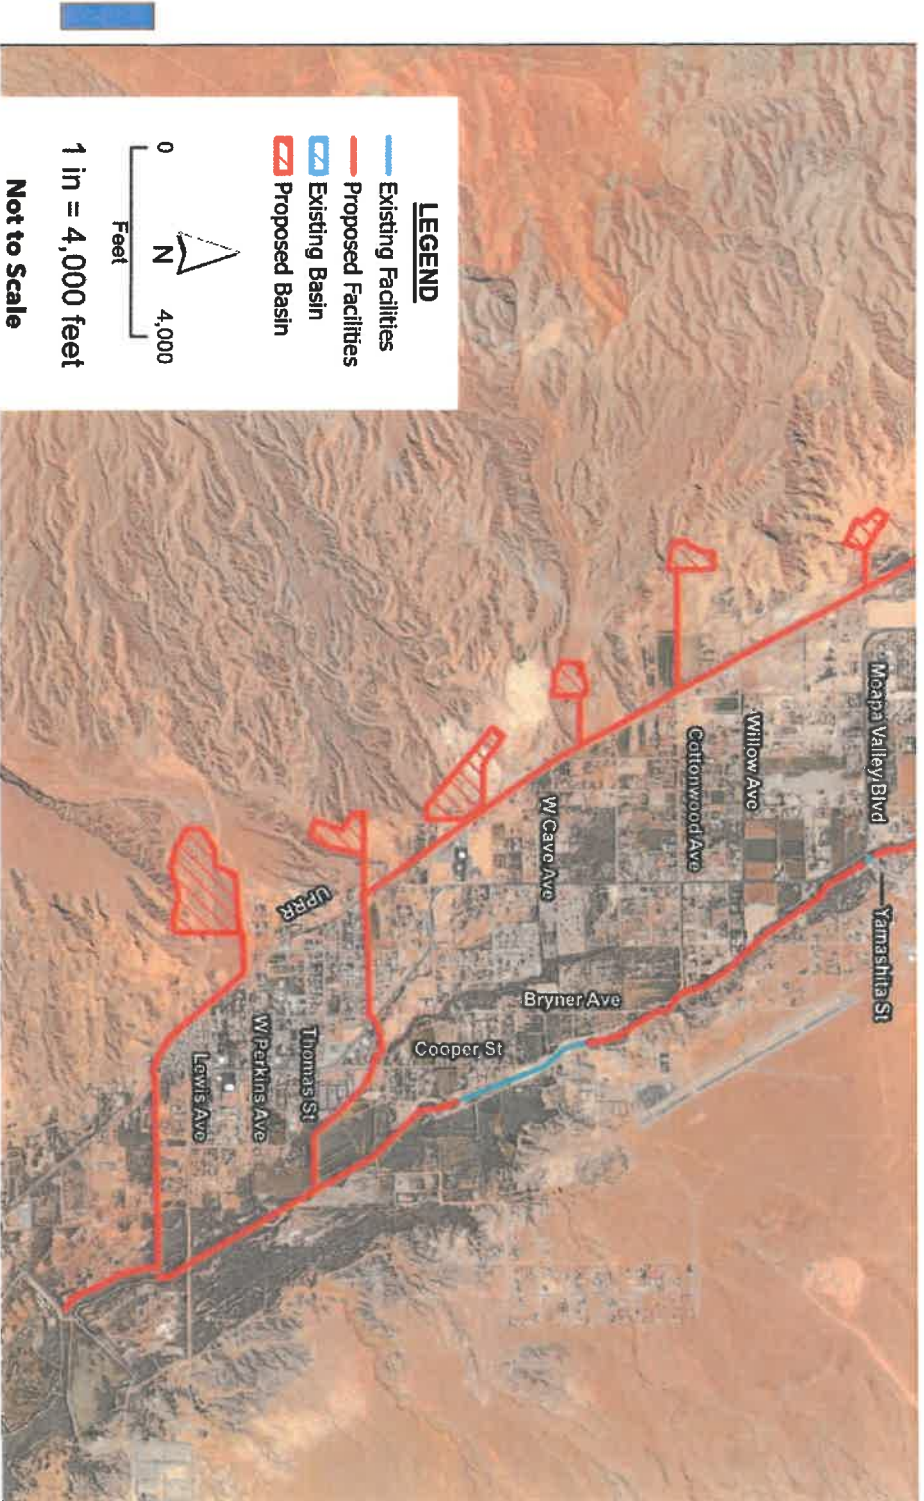 LEGEND
Existing Facilities
Proposed Facilities
Existing Basin
Proposed Basin
N
0 4,000
Feet
1 in = 4,000 feet
Not to Scale
Moapa Valley Blvd
Yamashita St
Willow Ave
Cottonwood Ave
W Cave Ave
Bryner Ave
Cooper St
UPRR
Thomas St
W Perkins Ave
Lewis Ave